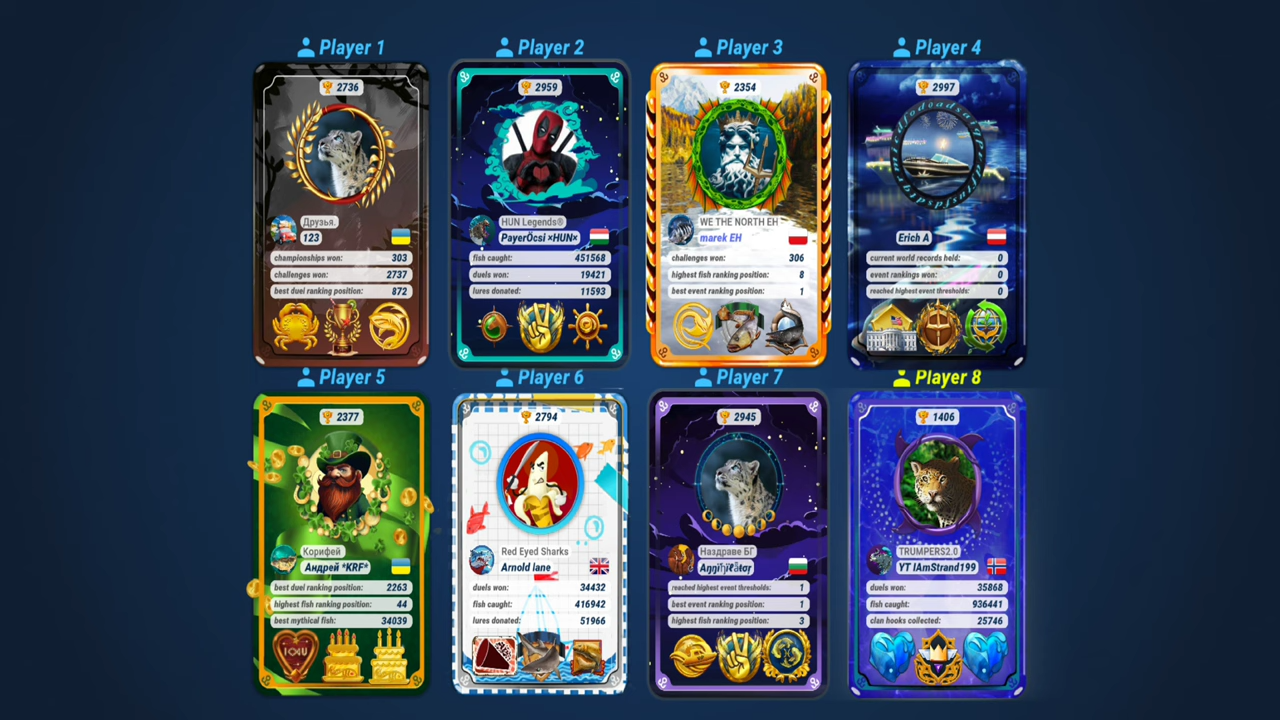 Player 1
2736
Друзья.
123
championships won: 303
challenges won: 2737
best duel ranking position: 872
Player 2
2959
HUN Legends®
PayerÖcsi ×HUN×
fish caught: 451568
duels won: 19421
lures donated: 11593
Player 3
2354
WE THE NORTH EH
marek EH
challenges won: 306
highest fish ranking position: 8
best event ranking position: 1
Player 4
2997
Erich A
current world records held: 0
event rankings won: 0
reached highest event thresholds: 0
Player 5
2377
Корифей
Андрей *KRF*
best duel ranking position: 2263
highest fish ranking position: 44
best mythical fish: 34039
Player 6
2794
Red Eyed Sharks
Arnold lane
duels won: 34432
fish caught: 416942
lures donated: 51966
Player 7
2945
Наздраве БГ
reached highest event thresholds: 1
best event ranking position: 1
highest fish ranking position: 3
Player 8
1406
TRUMPERS2.0
YT IAmStrand199
duels won: 35868
fish caught: 936441
clan hooks collected: 25746